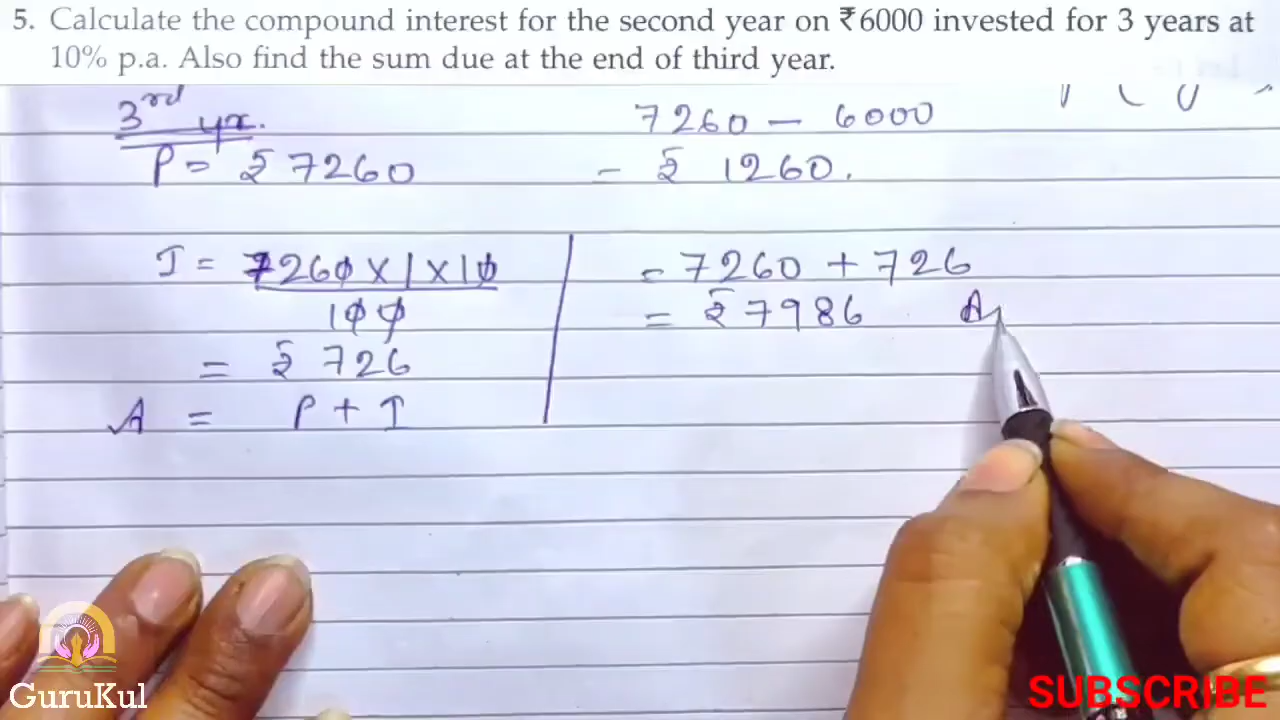 5. Calculate the compound interest for the second year on ₹6000 invested for 3 years at
10% p.a. Also find the sum due at the end of third year.
3rd yr.
P = ₹ 7260
7260 - 6000
- ₹ 1260.
I = 7260 X 1 X 10
100
= ₹ 726
A = P + I
= 7260 + 726
= ₹ 7986
GuruKul
SUBSCRIBE